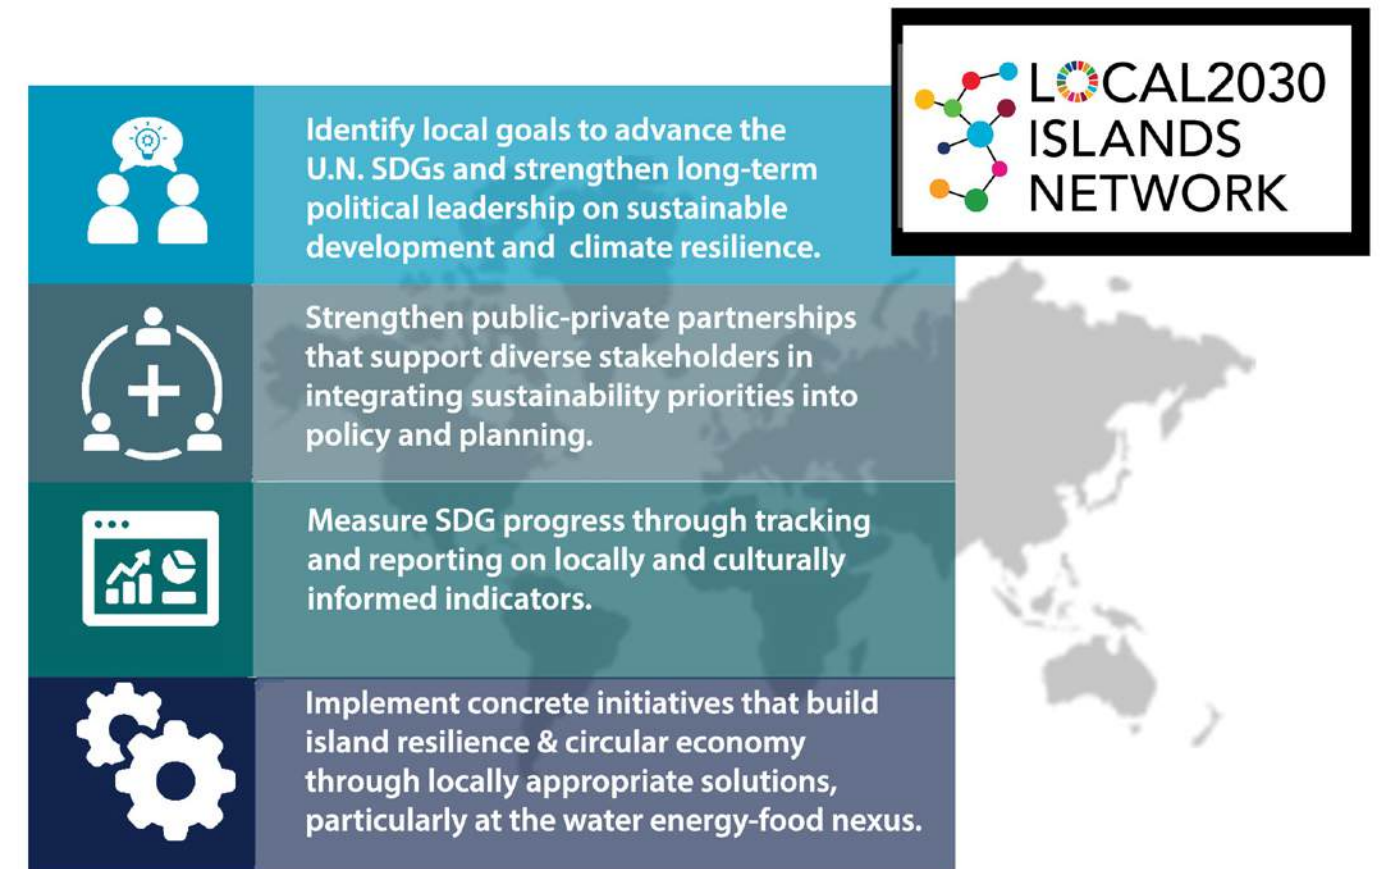 LOCAL2030
ISLANDS
NETWORK
Identify local goals to advance the
U.N. SDGs and strengthen long-term
political leadership on sustainable
development and  climate resilience.
Strengthen public-private partnerships
that support diverse stakeholders in
integrating sustainability priorities into
policy and planning.
Measure SDG progress through tracking
and reporting on locally and culturally
informed indicators.
Implement concrete initiatives that build
island resilience & circular economy
through locally appropriate solutions,
particularly at the water energy-food nexus.